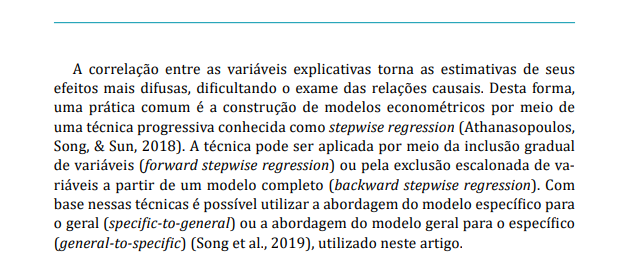 A correlação entre as variáveis explicativas torna as estimativas de seus
efeitos mais difusas, dificultando o exame das relações causais. Desta forma,
uma prática comum é a construção de modelos econométricos por meio de
uma técnica progressiva conhecida como stepwise regression (Athanasopoulos,
Song, & Sun, 2018). A técnica pode ser aplicada por meio da inclusão gradual
de variáveis (forward stepwise regression) ou pela exclusão escalonada de va-
riáveis a partir de um modelo completo (backward stepwise regression). Com
base nessas técnicas é possível utilizar a abordagem do modelo específico para
o geral (specific-to-general) ou a abordagem do modelo geral para o específico
(general-to-specific) (Song et al., 2019), utilizado neste artigo.